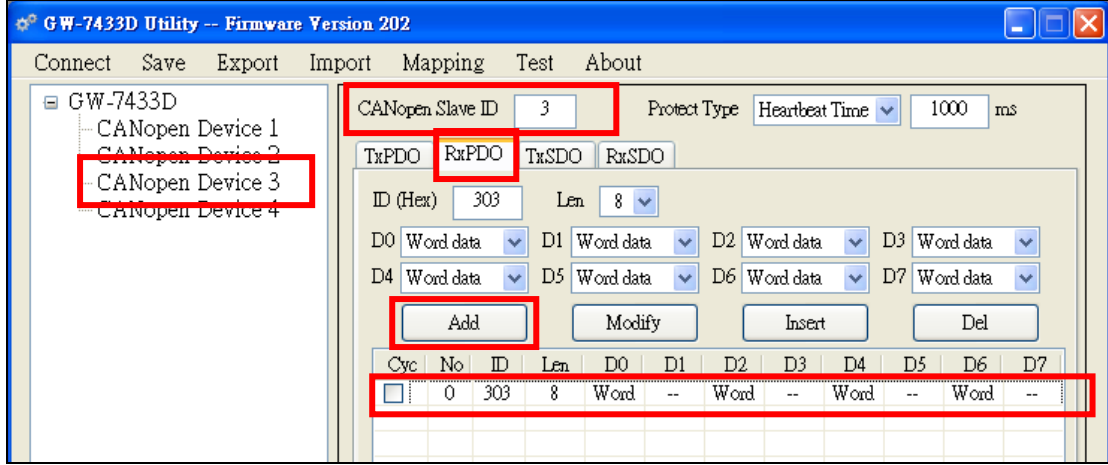 GW-7433D Utility -- Firmware Version 202
Connect Save Export Import Mapping Test About
GW-7433D
CANopen Device 1
CANopen Device 2
CANopen Device 3
CANopen Device 4
CANopen Slave ID 3 Protect Type Heartbeat Time 1000 ms
TxPDO RxPDO TxSDO RxSDO
ID (Hex) 303 Len 8
D0 Word data D1 Word data D2 Word data D3 Word data
D4 Word data D5 Word data D6 Word data D7 Word data
Add Modify Insert Del
Cyc No ID Len D0 D1 D2 D3 D4 D5 D6 D7
0 303 8 Word -- Word -- Word -- Word --